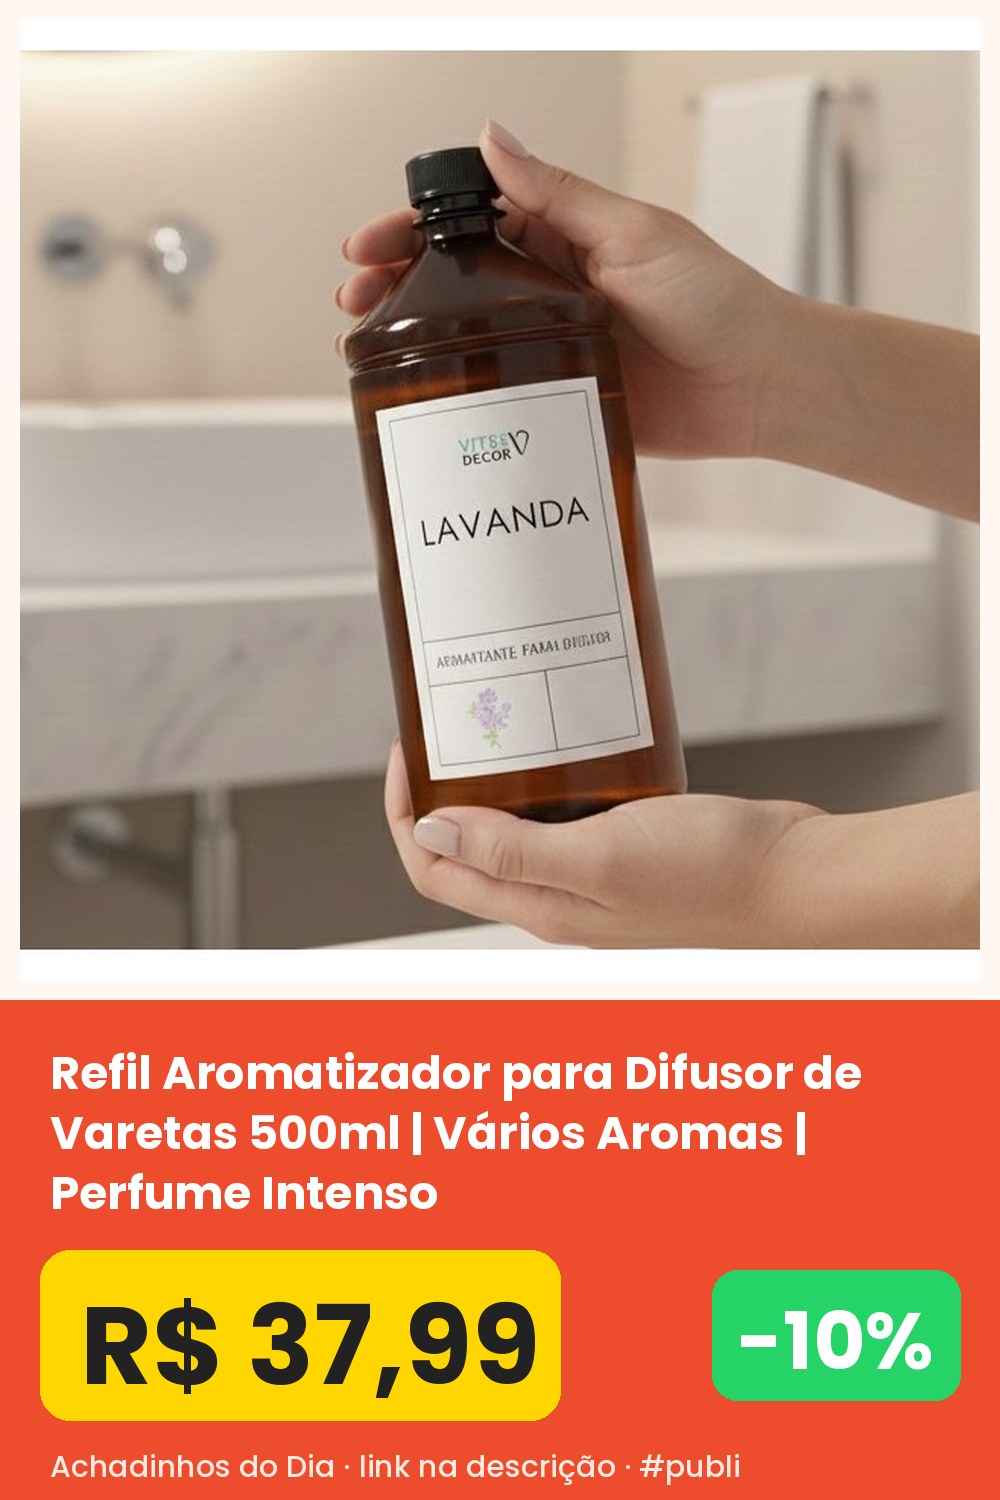 VITSE
DECOR
LAVANDA
Refil Aromatizador para Difusor de
Varetas 500ml | Vários Aromas |
Perfume Intenso
R$ 37,99
-10%
Achadinhos do Dia · link na descrição · #publi